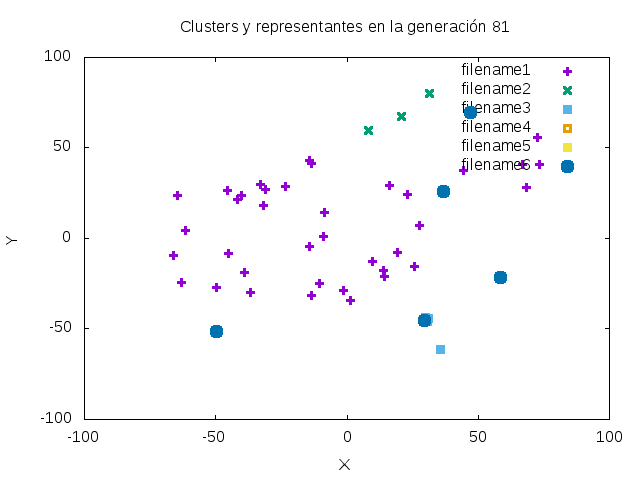 Clusters y representantes en la generación 81
filename1
filename2
filename3
filename4
filename5
filename6
100
50
0
-50
-100
Y
-100 -50 0 50 100
X